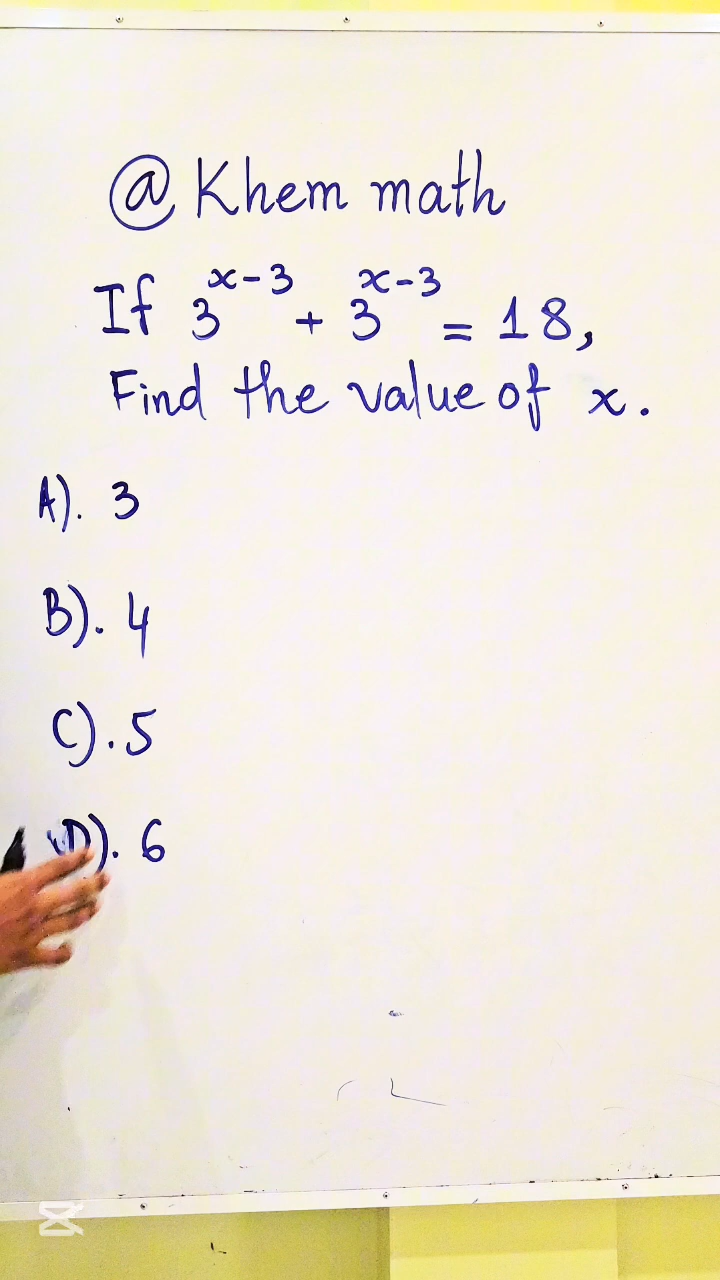 @ Khem math
If 3^(x-3) + 3^(x-3) = 18,
Find the value of x.
A). 3
B). 4
C). 5
D). 6